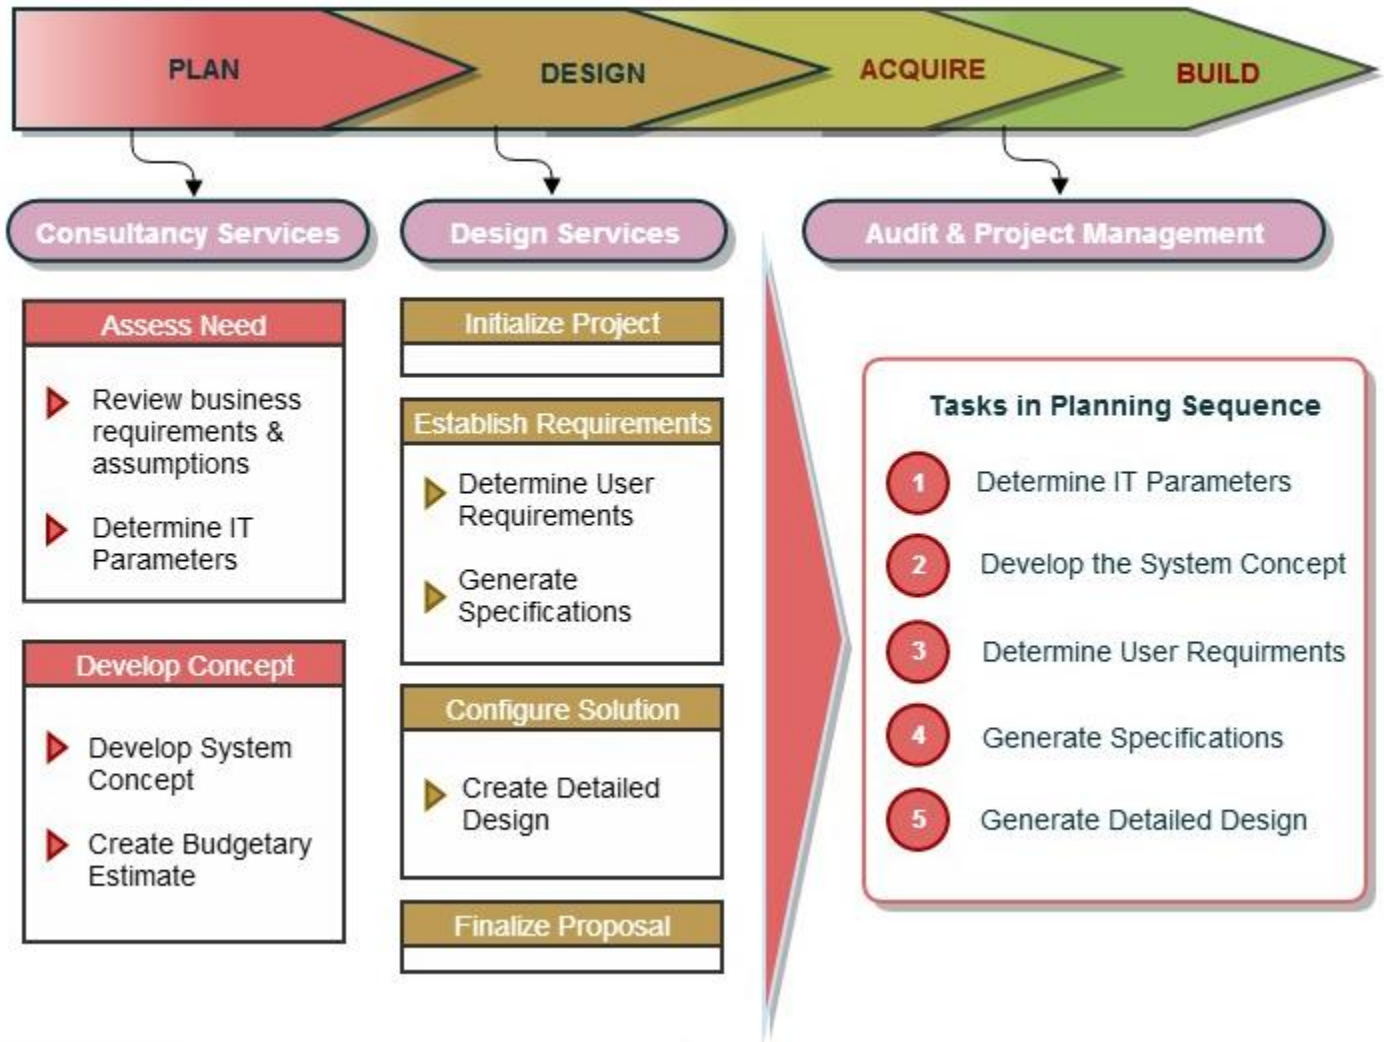 PLAN
DESIGN
ACQUIRE
BUILD
Consultancy Services
Design Services
Audit & Project Management
Assess Need
Review business
requirements &
assumptions
Determine IT
Parameters
Develop Concept
Develop System
Concept
Create Budgetary
Estimate
Initialize Project
Establish Requirements
Determine User
Requirements
Generate
Specifications
Configure Solution
Create Detailed
Design
Finalize Proposal
Tasks in Planning Sequence
1 Determine IT Parameters
2 Develop the System Concept
3 Determine User Requirments
4 Generate Specifications
5 Generate Detailed Design